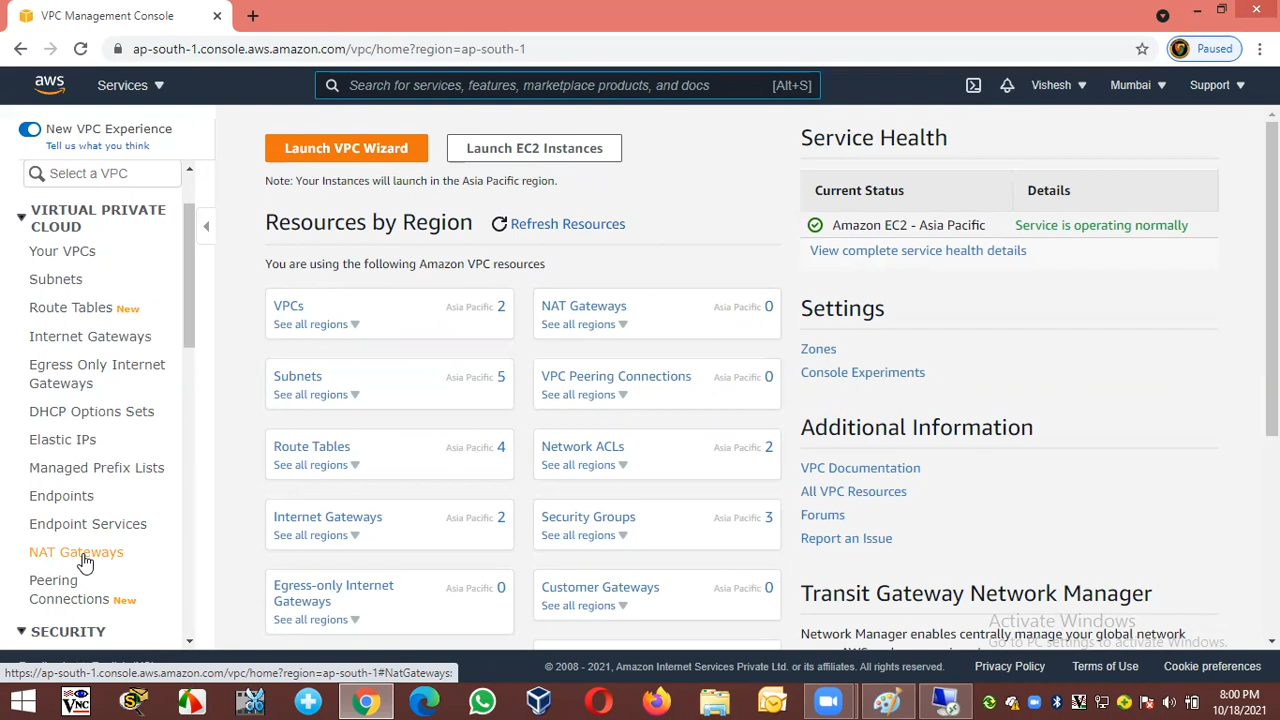 VPC Management Console
ap-south-1.console.aws.amazon.com/vpc/home?region=ap-south-1
Paused
aws
Services
Search for services, features, marketplace products, and docs [Alt+S]
Vishesh
Mumbai
Support
New VPC Experience
Tell us what you think
Select a VPC
VIRTUAL PRIVATE
CLOUD
Your VPCs
Subnets
Route Tables New
Internet Gateways
Egress Only Internet
Gateways
DHCP Options Sets
Elastic IPs
Managed Prefix Lists
Endpoints
Endpoint Services
NAT Gateways
Peering
Connections New
SECURITY
Launch VPC Wizard
Launch EC2 Instances
Note: Your Instances will launch in the Asia Pacific region.
Resources by Region
Refresh Resources
You are using the following Amazon VPC resources
VPCs Asia Pacific 2
See all regions
NAT Gateways Asia Pacific 0
See all regions
Subnets Asia Pacific 5
See all regions
VPC Peering Connections Asia Pacific 0
See all regions
Route Tables Asia Pacific 4
See all regions
Network ACLs Asia Pacific 2
See all regions
Internet Gateways Asia Pacific 2
See all regions
Security Groups Asia Pacific 3
See all regions
Egress-only Internet Asia Pacific 0
Gateways
See all regions
Customer Gateways Asia Pacific 0
See all regions
Service Health
Current Status Details
Amazon EC2 - Asia Pacific Service is operating normally
View complete service health details
Settings
Zones
Console Experiments
Additional Information
VPC Documentation
All VPC Resources
Forums
Report an Issue
Transit Gateway Network Manager
Network Manager enables centrally manage your global network
Activate Windows
Go to PC settings to activate Windows.
https://ap-south-1.console.aws.amazon.com/vpc/home?region=ap-south-1#NatGateways:
© 2008 - 2021, Amazon Internet Services Private Ltd. or its affiliates. All rights reserved.
Privacy Policy
Terms of Use
Cookie preferences
8:00 PM
10/18/2021